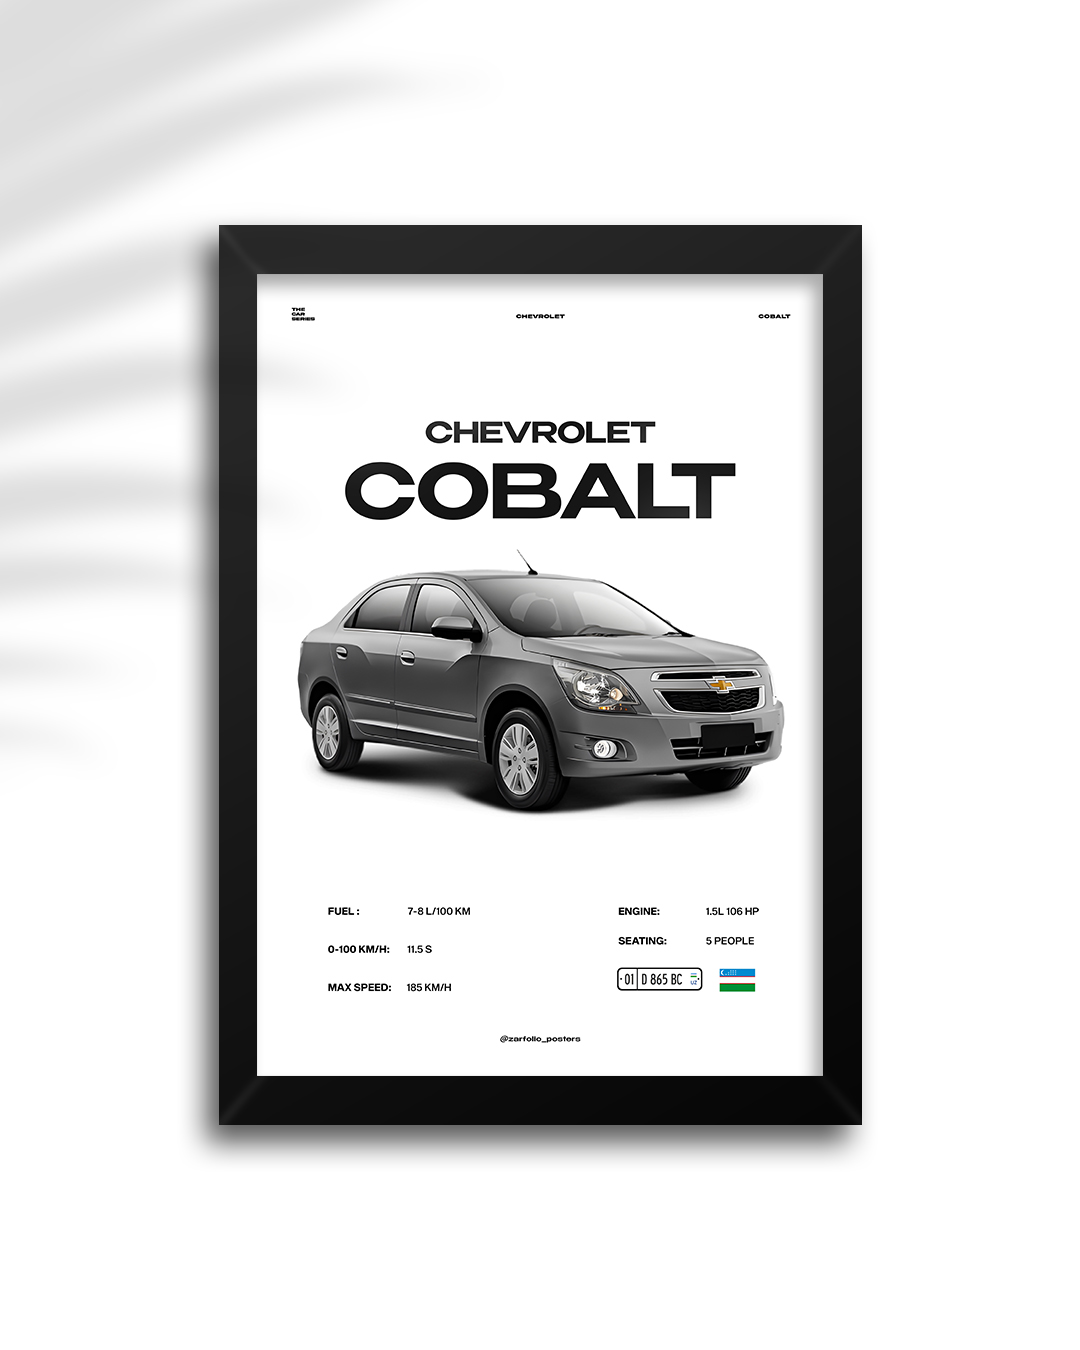 THE
CAR
SERIES
CHEVROLET
COBALT
CHEVROLET
COBALT
FUEL : 7-8 L/100 KM
0-100 KM/H: 11.5 S
MAX SPEED: 185 KM/H
ENGINE: 1.5L 106 HP
SEATING: 5 PEOPLE
01 D 865 BC UZ
@zarfolio_posters